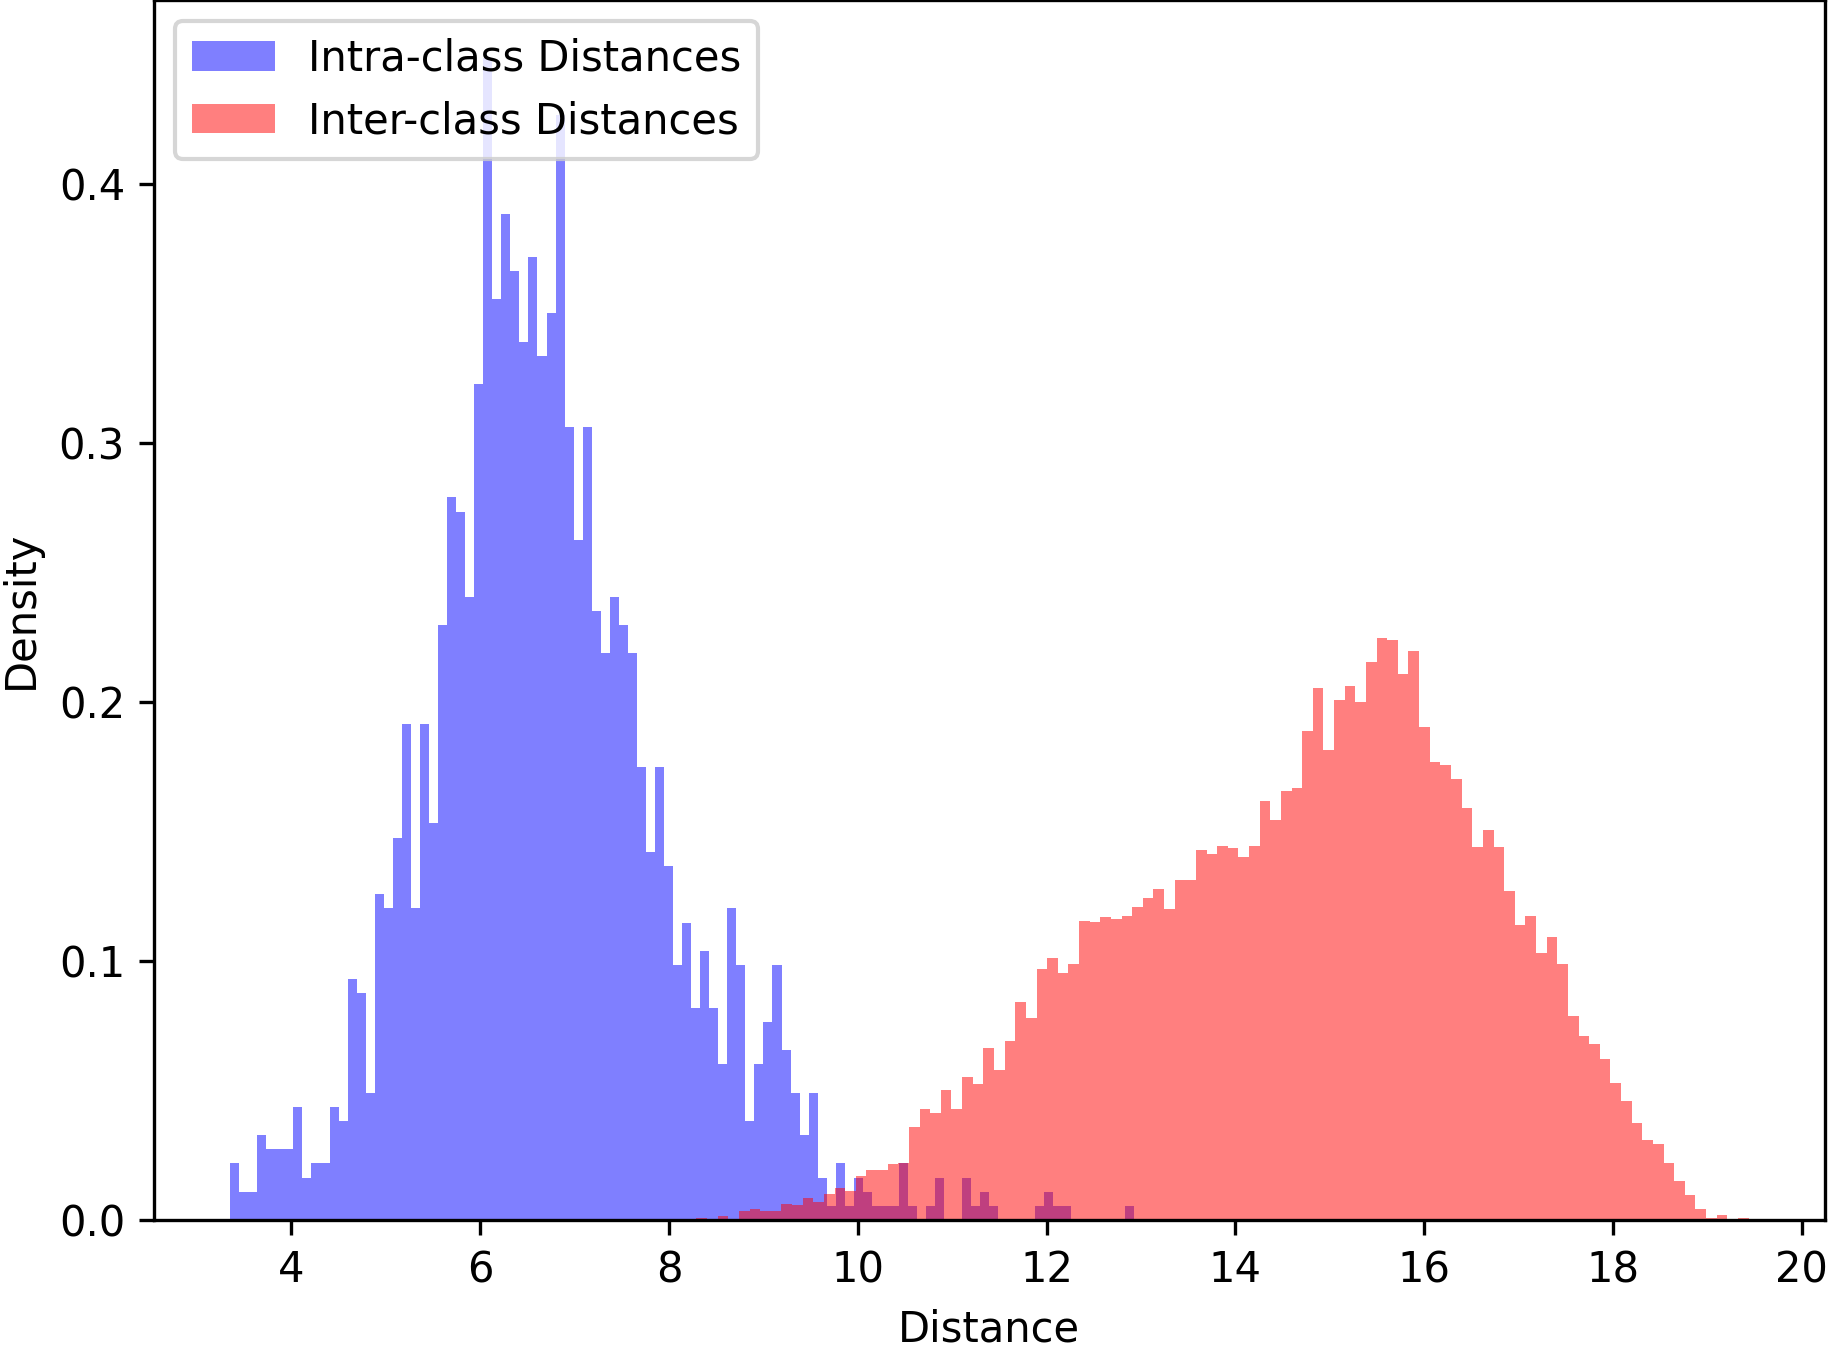 Intra-class Distances
Inter-class Distances
0.4
0.3
0.2
0.1
0.0
Density
4 6 8 10 12 14 16 18 20
Distance